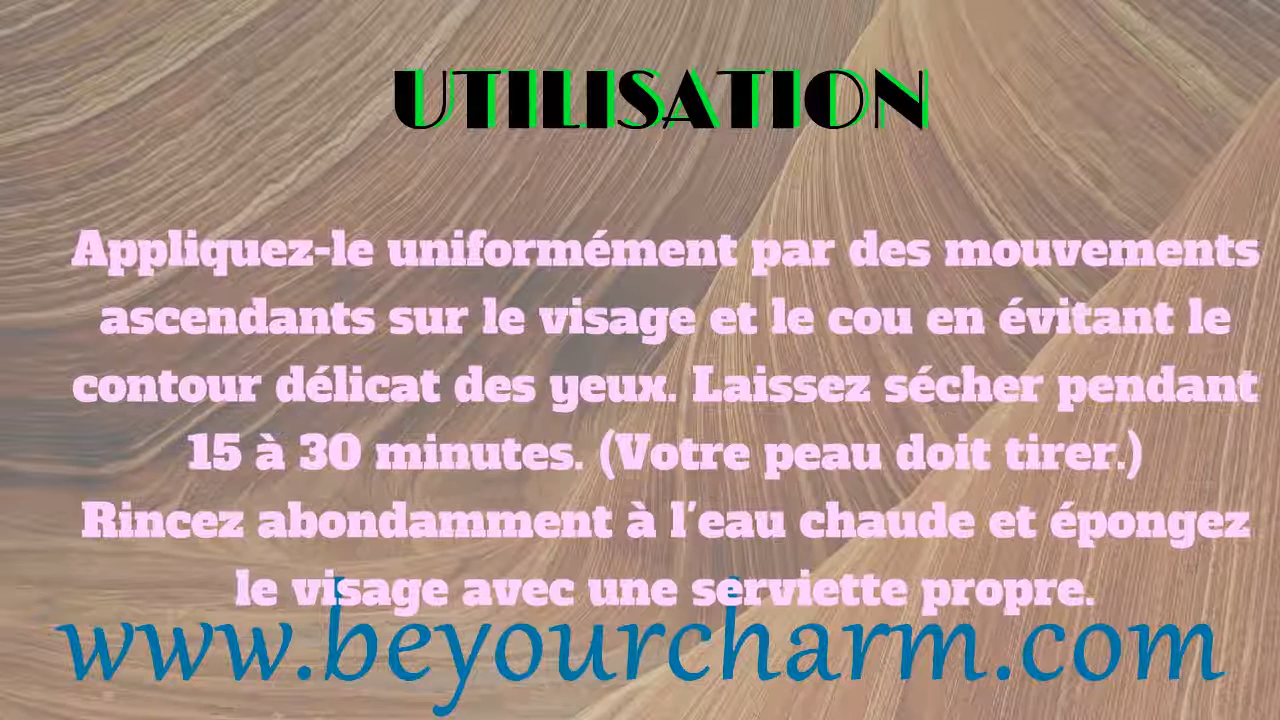 UTILISATION
Appliquez-le uniformément par des mouvements
ascendants sur le visage et le cou en évitant le
contour délicat des yeux. Laissez sécher pendant
15 à 30 minutes. (Votre peau doit tirer.)
Rincez abondamment à l'eau chaude et épongez
le visage avec une serviette propre.
www.beyourcharm.com